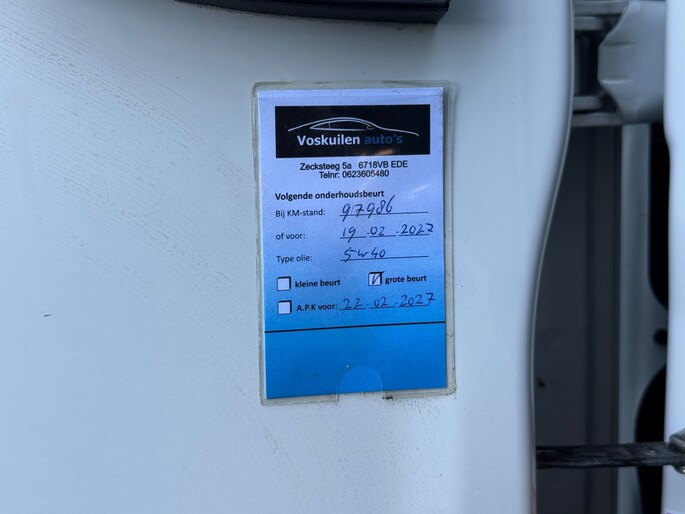 Voskuilen auto's
Zecksteeg 5a 6718VB EDE
Telnr: 0623605480
Volgende onderhoudsbeurt
Bij KM-stand: 97986
of voor: 19.02.2027
Type olie: 5w40
kleine beurt grote beurt
A.P.K voor: 22.02.2027